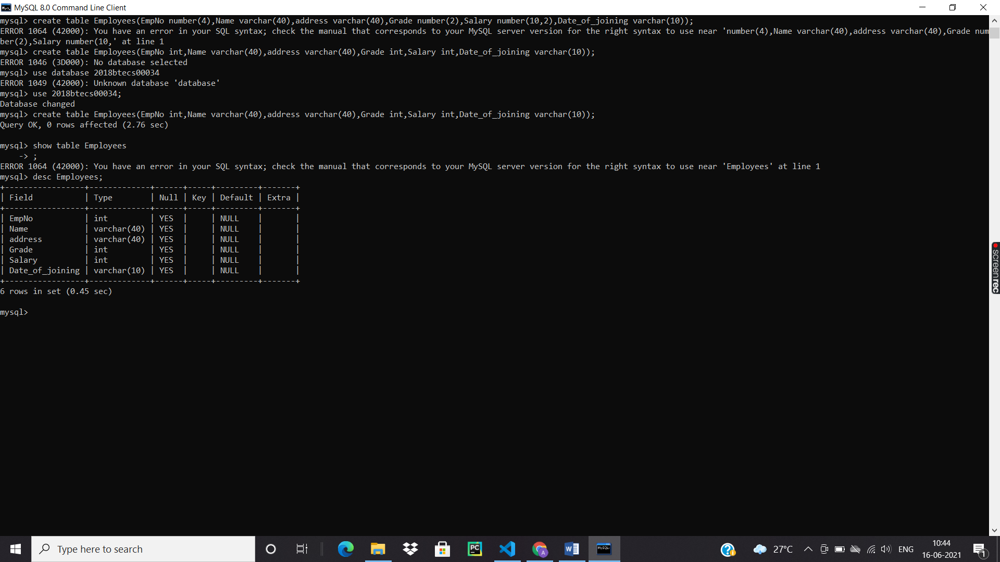 MySQL 8.0 Command Line Client
mysql> create table Employees(EmpNo number(4),Name varchar(40),address varchar(40),Grade number(2),Salary number(10,2),Date_of_joining varchar(10));
ERROR 1064 (42000): You have an error in your SQL syntax; check the manual that corresponds to your MySQL server version for the right syntax to use near 'number(4),Name varchar(40),address varchar(40),Grade num
ber(2),Salary number(10,' at line 1
mysql> create table Employees(EmpNo int,Name varchar(40),address varchar(40),Grade int,Salary int,Date_of_joining varchar(10));
ERROR 1046 (3D000): No database selected
mysql> use database 2018btecs00034
ERROR 1049 (42000): Unknown database 'database'
mysql> use 2018btecs00034;
Database changed
mysql> create table Employees(EmpNo int,Name varchar(40),address varchar(40),Grade int,Salary int,Date_of_joining varchar(10));
Query OK, 0 rows affected (2.76 sec)
mysql> show table Employees
    -> ;
ERROR 1064 (42000): You have an error in your SQL syntax; check the manual that corresponds to your MySQL server version for the right syntax to use near 'Employees' at line 1
mysql> desc Employees;
+-----------------+-------------+------+-----+---------+-------+
| Field           | Type        | Null | Key | Default | Extra |
+-----------------+-------------+------+-----+---------+-------+
| EmpNo           | int         | YES  |     | NULL    |       |
| Name            | varchar(40) | YES  |     | NULL    |       |
| address         | varchar(40) | YES  |     | NULL    |       |
| Grade           | int         | YES  |     | NULL    |       |
| Salary          | int         | YES  |     | NULL    |       |
| Date_of_joining | varchar(10) | YES  |     | NULL    |       |
+-----------------+-------------+------+-----+---------+-------+
6 rows in set (0.45 sec)
mysql>
screenrec
Type here to search
PC
A
W
MySQL
27°C
ENG
10:44
16-06-2021
1